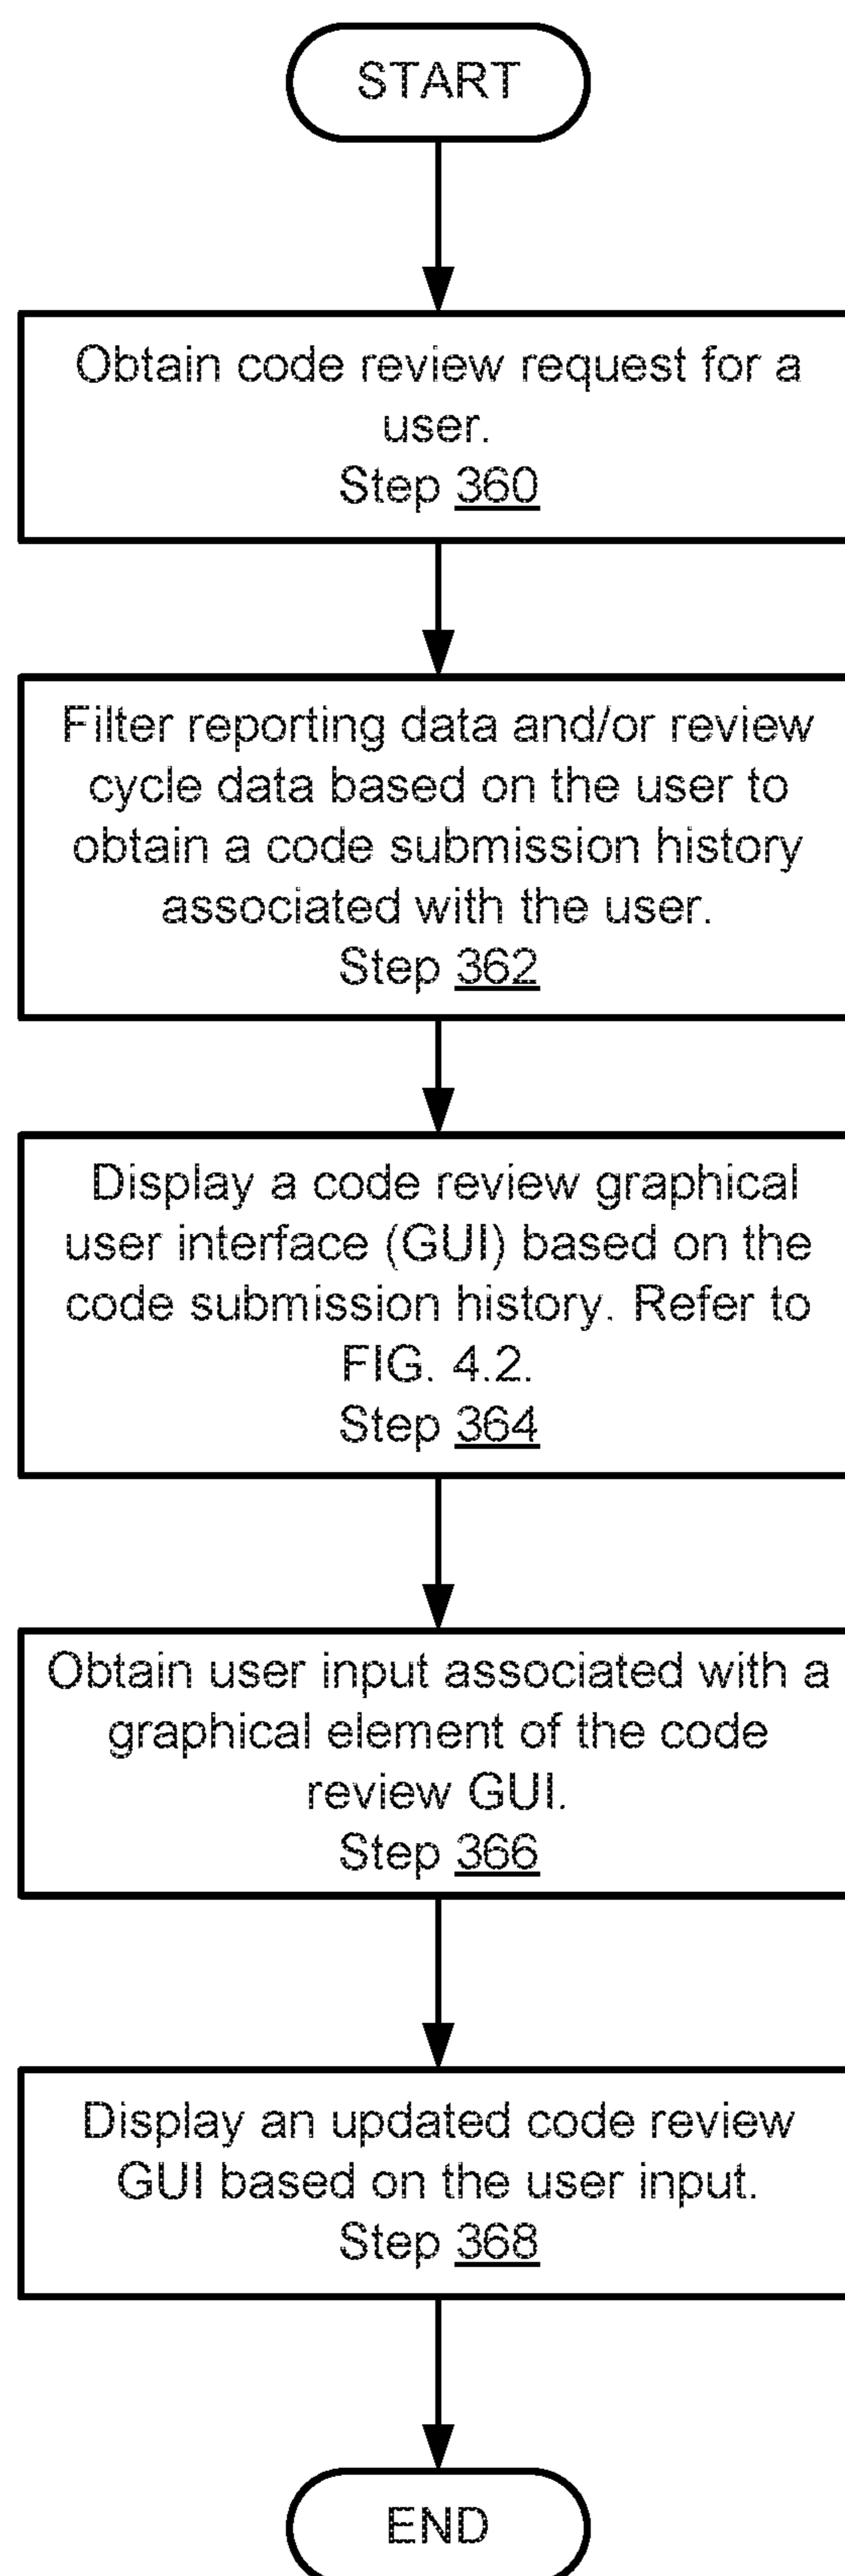 START
Obtain code review request for a
user.
Step 360
Filter reporting data and/or review
cycle data based on the user to
obtain a code submission history
associated with the user.
Step 362
Display a code review graphical
user interface (GUI) based on the
code submission history. Refer to
FIG. 4.2.
Step 364
Obtain user input associated with a
graphical element of the code
review GUI.
Step 366
Display an updated code review
GUI based on the user input.
Step 368
END